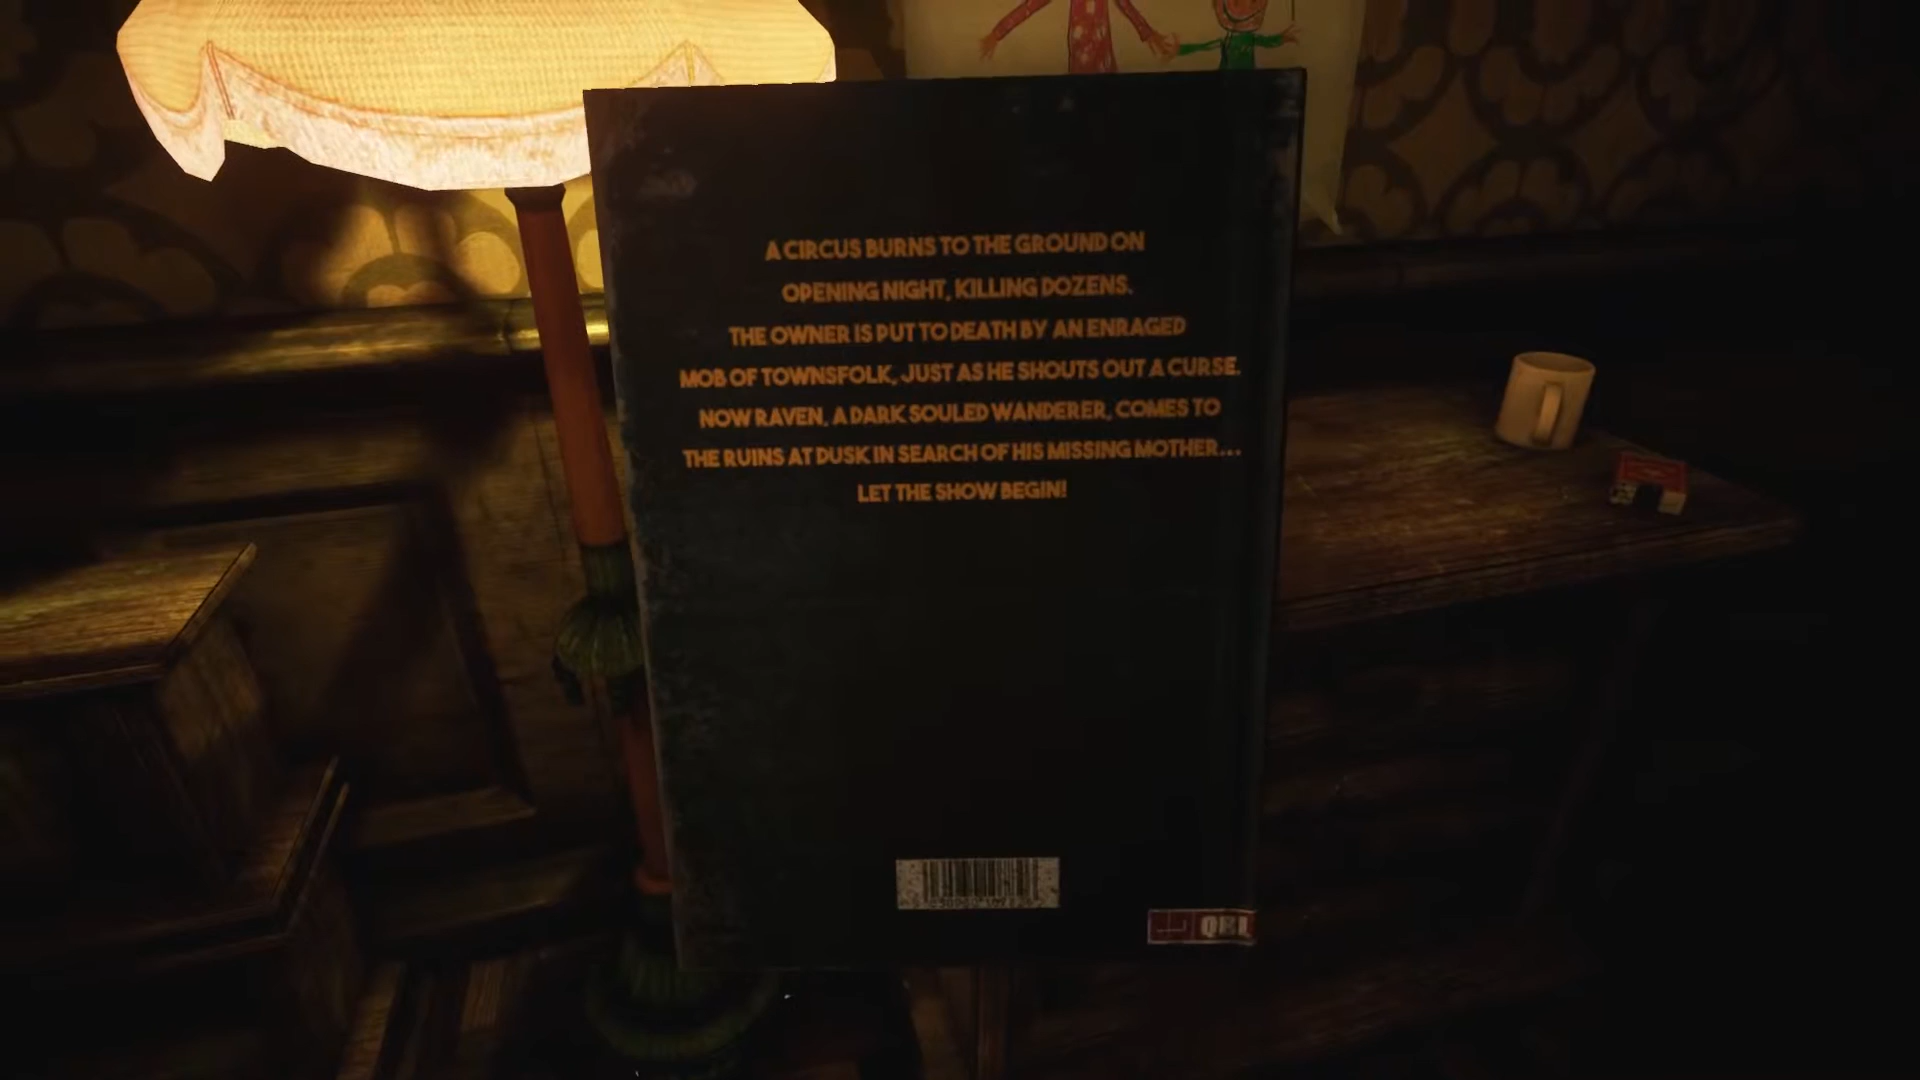 A CIRCUS BURNS TO THE GROUND ON
OPENING NIGHT, KILLING DOZENS.
THE OWNER IS PUT TO DEATH BY AN ENRAGED
MOB OF TOWNSFOLK, JUST AS HE SHOUTS OUT A CURSE.
NOW RAVEN, A DARK SOULED WANDERER, COMES TO
THE RUINS AT DUSK IN SEARCH OF HIS MISSING MOTHER...
LET THE SHOW BEGIN!